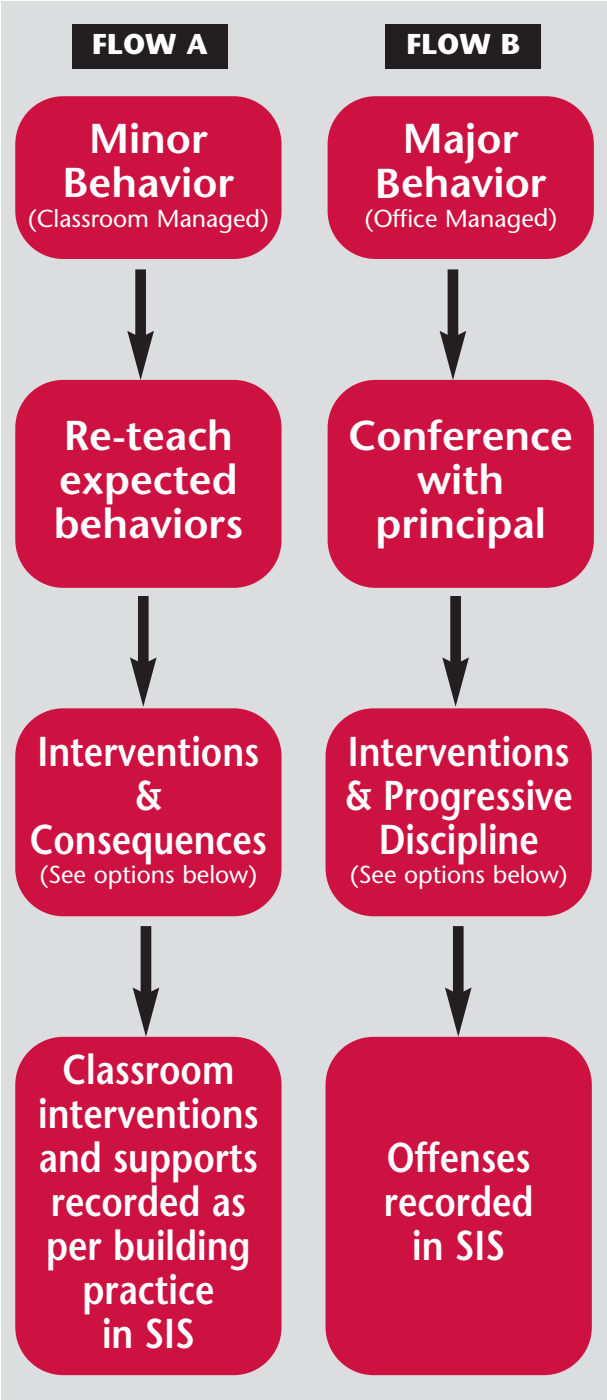 FLOW A
Minor
Behavior
(Classroom Managed)
Re-teach
expected
behaviors
Interventions
&
Consequences
(See options below)
Classroom
interventions
and supports
recorded as
per building
practice
in SIS
FLOW B
Major
Behavior
(Office Managed)
Conference
with
principal
Interventions
& Progressive
Discipline
(See options below)
Offenses
recorded
in SIS